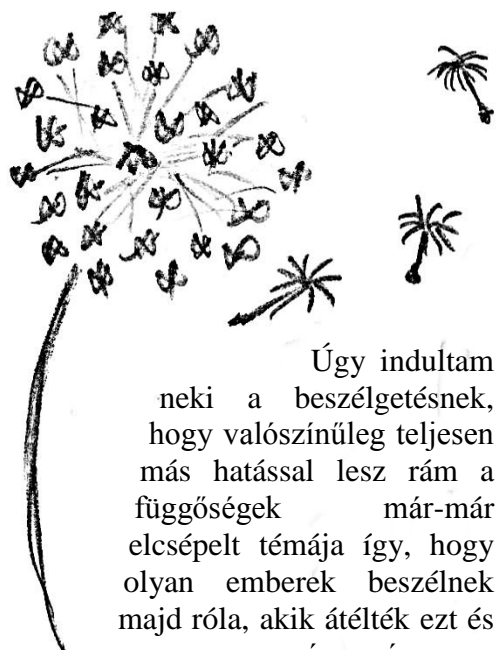 Úgy indultam
neki a beszélgetésnek,
hogy valószínűleg teljesen
más hatással lesz rám a
függőségek már-már
elcsépelt témája így, hogy
olyan emberek beszélnek
majd róla, akik átélték ezt és